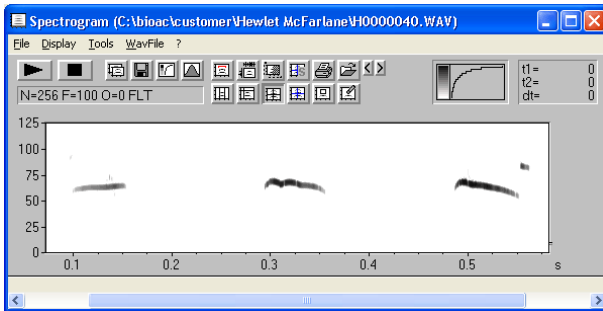 Spectrogram (C:\bioac\customer\Hewlet McFarlane\H0000040.WAV)
File Display Tools WavFile ?
t1= 0
t2= 0
dt= 0
N=256 F=100 O=0 FLT
125
100
75
50
25
0
0.1 0.2 0.3 0.4 0.5 s